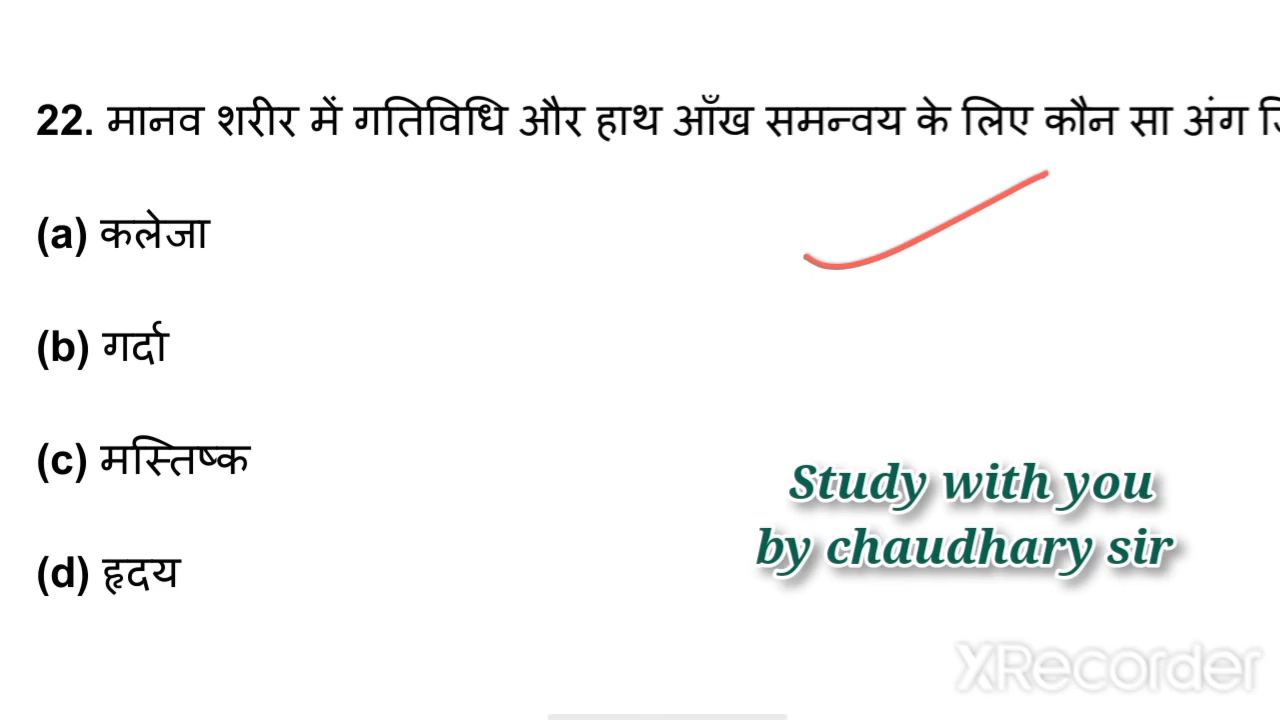 22. मानव शरीर में गतिविधि और हाथ आँख समन्वय के लिए कौन सा अंग
(a) कलेजा
(b) गर्दा
(c) मस्तिष्क
(d) हृदय
Study with you
by chaudhary sir
XRecorder